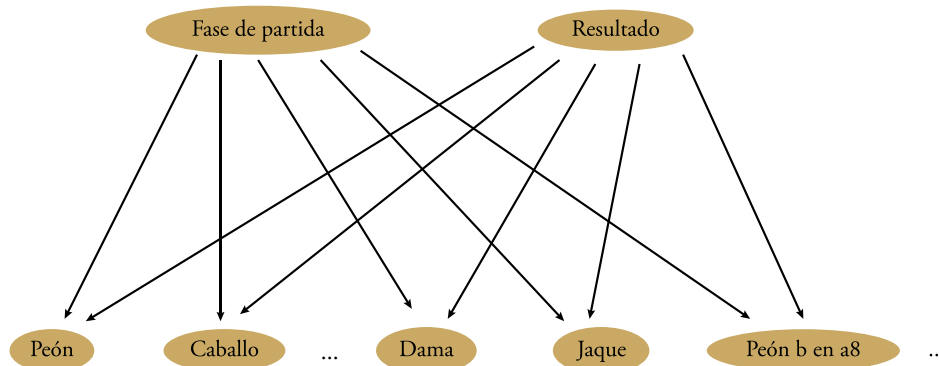 Fase de partida Resultado
Peón Caballo ... Dama Jaque Peón b en a8 ..